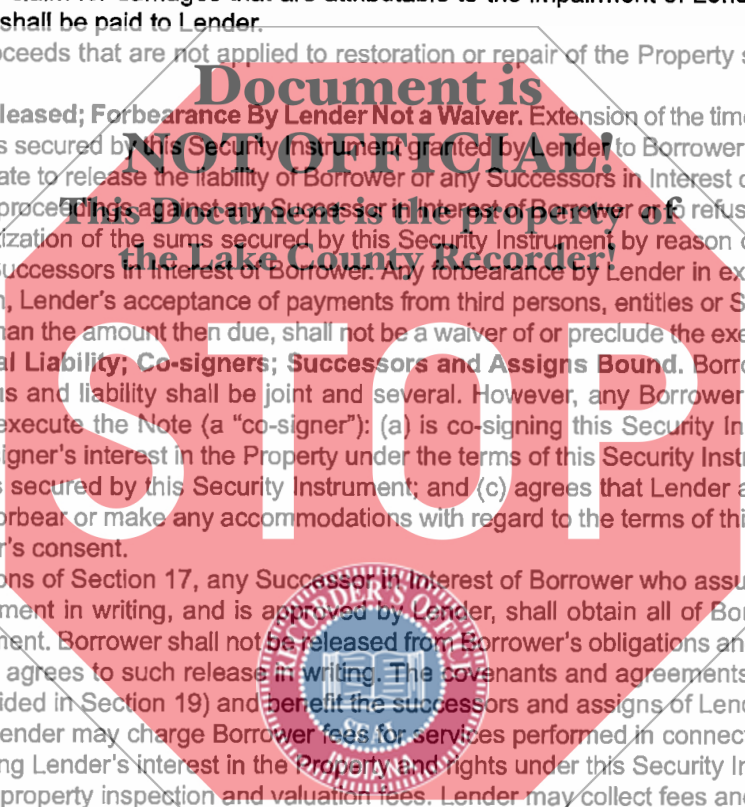 shall be paid to Lender.
oceeds that are not applied to restoration or repair of the Property s
Document is
leased; Forbearance By Lender Not a Waiver. Extension of the time
s secured by this Security Instrument granted by Lender to Borrower
NOT OFFICIAL!
ate to release the liability of Borrower or any Successors in Interest o
proceedings against any Successor in Interest of Borrower or to refus
This Document is the property of
tization of the sums secured by this Security Instrument by reason o
the Lake County Recorder!
uccessors in Interest of Borrower. Any forbearance by Lender in ex
n, Lender's acceptance of payments from third persons, entities or S
han the amount then due, shall not be a waiver of or preclude the exe
STOP
al Liability; Co-signers; Successors and Assigns Bound. Borro
ns and liability shall be joint and several. However, any Borrower
execute the Note (a "co-signer"): (a) is co-signing this Security In
igner's interest in the Property under the terms of this Security Instr
s secured by this Security Instrument; and (c) agrees that Lender a
orbear or make any accommodations with regard to the terms of thi
r's consent.
ons of Section 17, any Successor in Interest of Borrower who assu
ment in writing, and is approved by Lender, shall obtain all of Bor
ment. Borrower shall not be released from Borrower's obligations an
agrees to such release in writing. The covenants and agreements
ided in Section 19) and benefit the successors and assigns of Lend
ender may charge Borrower fees for services performed in connect
ng Lender's interest in the Property and rights under this Security In
property inspection and valuation fees. Lender may collect fees and
RECORDER'S OFFICE
SEAL